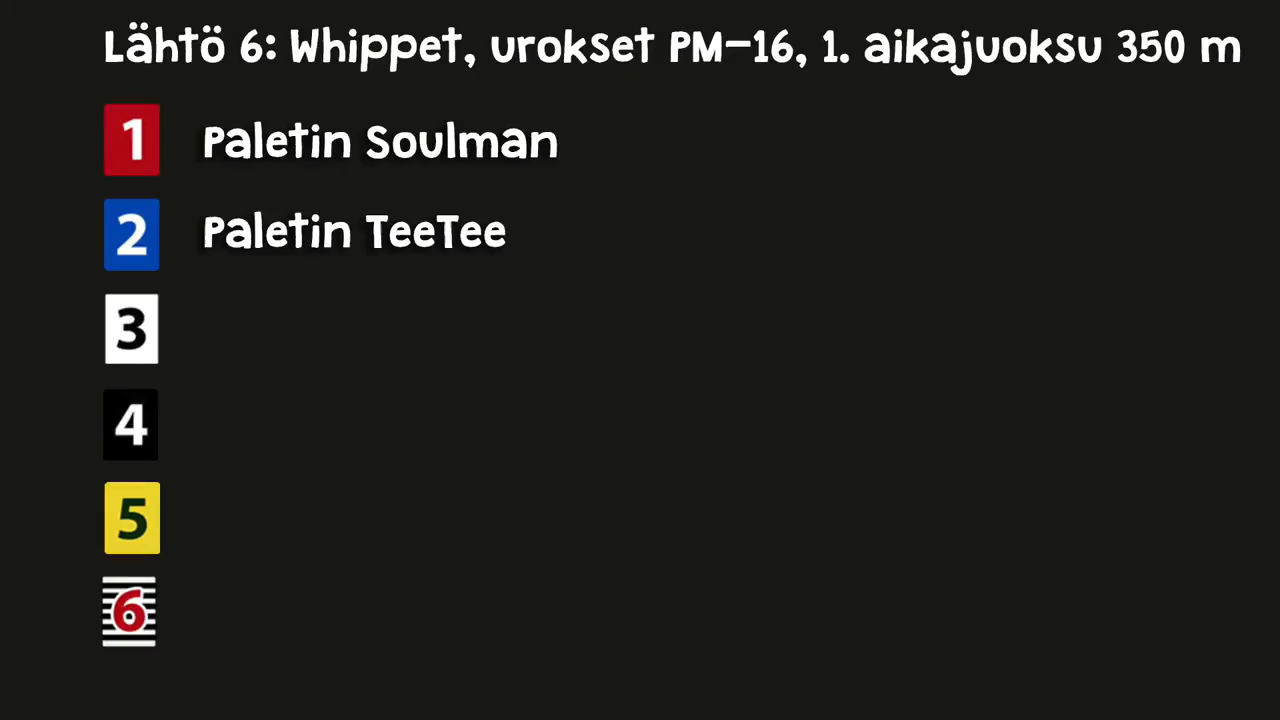 Lähtö 6: Whippet, urokset PM-16, 1. aikajuoksu 350 m
1 Paletin Soulman
2 Paletin TeeTee
3
4
5
6